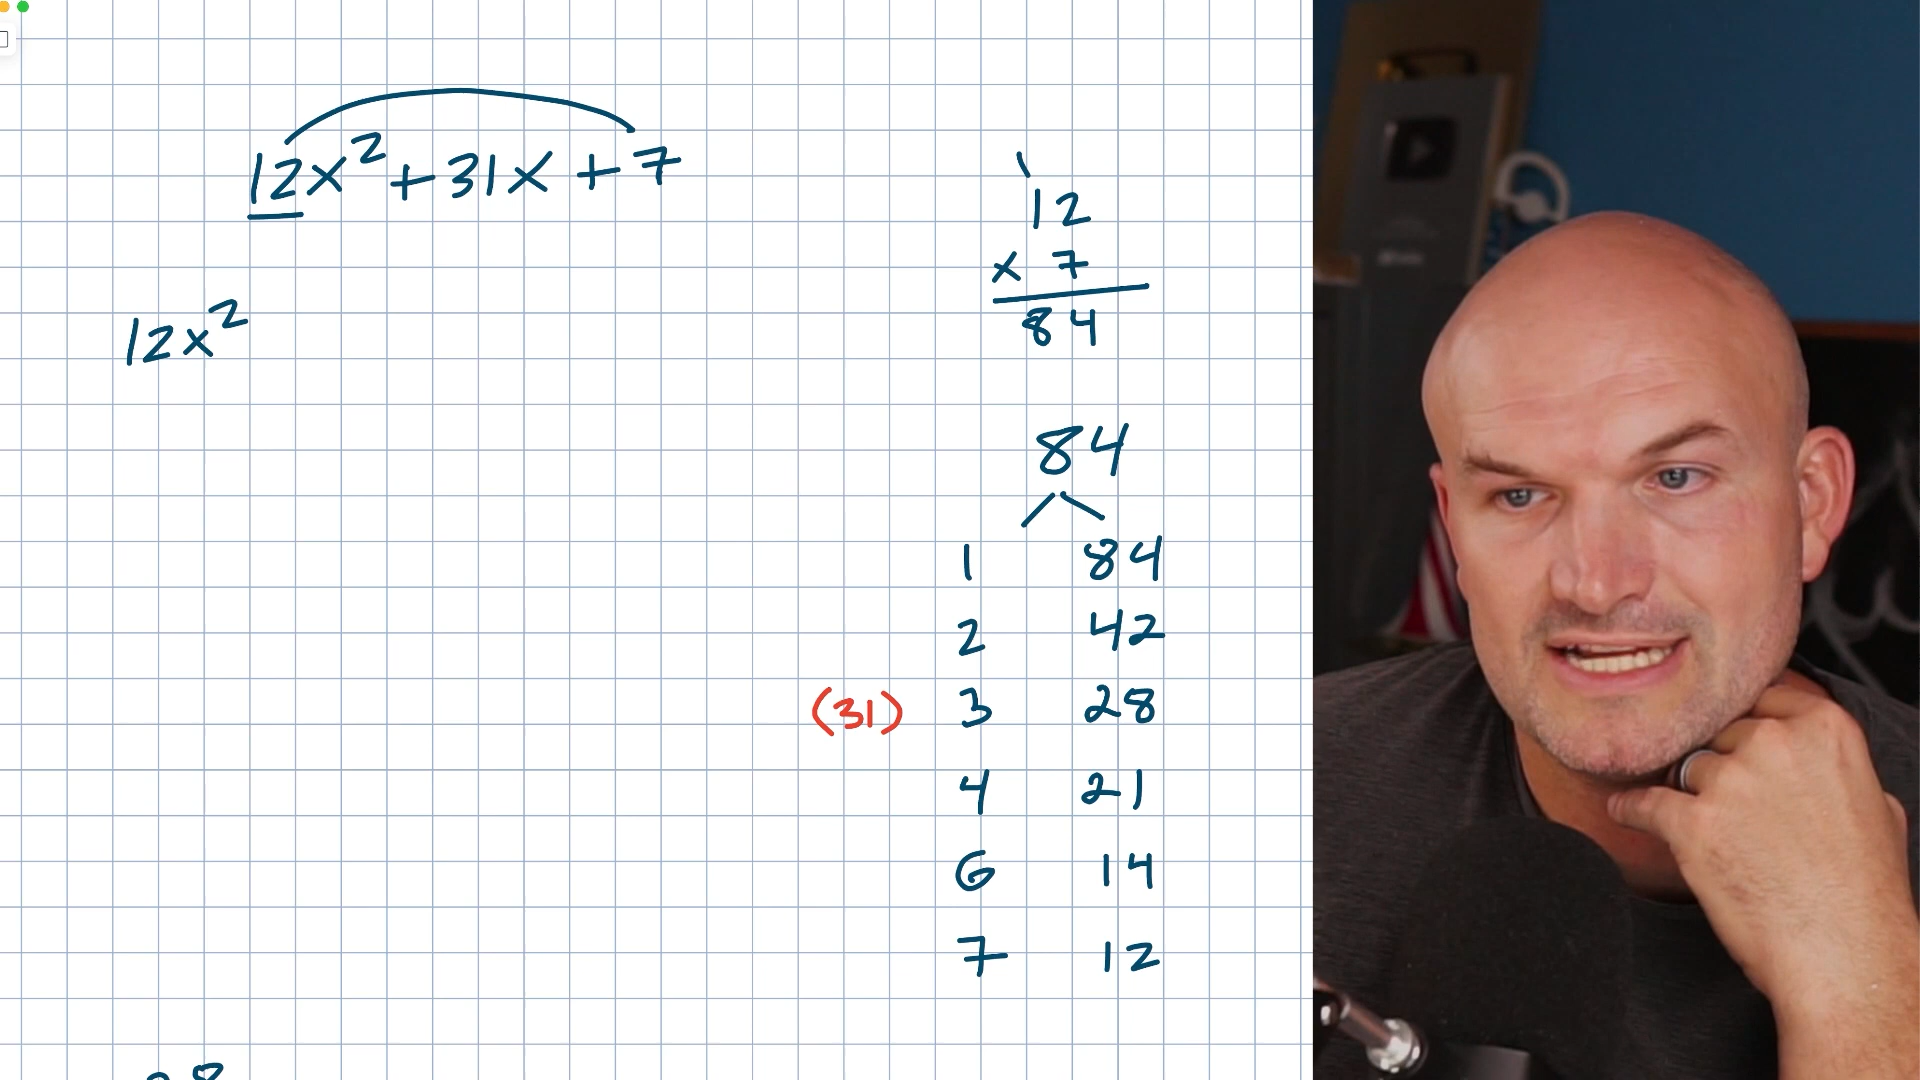 12x² + 31x + 7
12x²
12
x 7
84
84
1 84
2 42
(31) 3 28
4 21
6 14
7 12